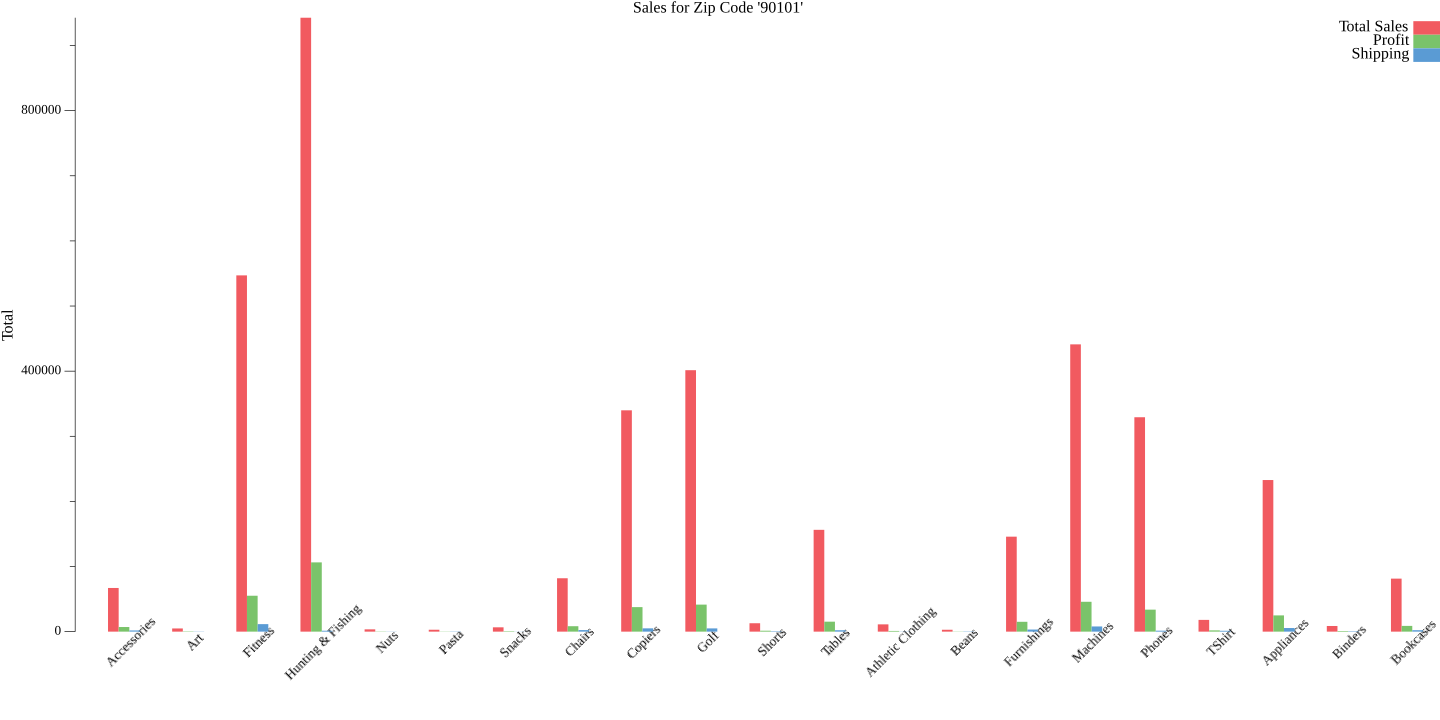 Sales for Zip Code '90101'
Total Sales
Profit
Shipping
800000
400000
0
Total
Accessories
Art
Fitness
Hunting & Fishing
Nuts
Pasta
Snacks
Chairs
Copiers
Golf
Shorts
Tables
Athletic Clothing
Beans
Furnishings
Machines
Phones
TShirt
Appliances
Binders
Bookcases